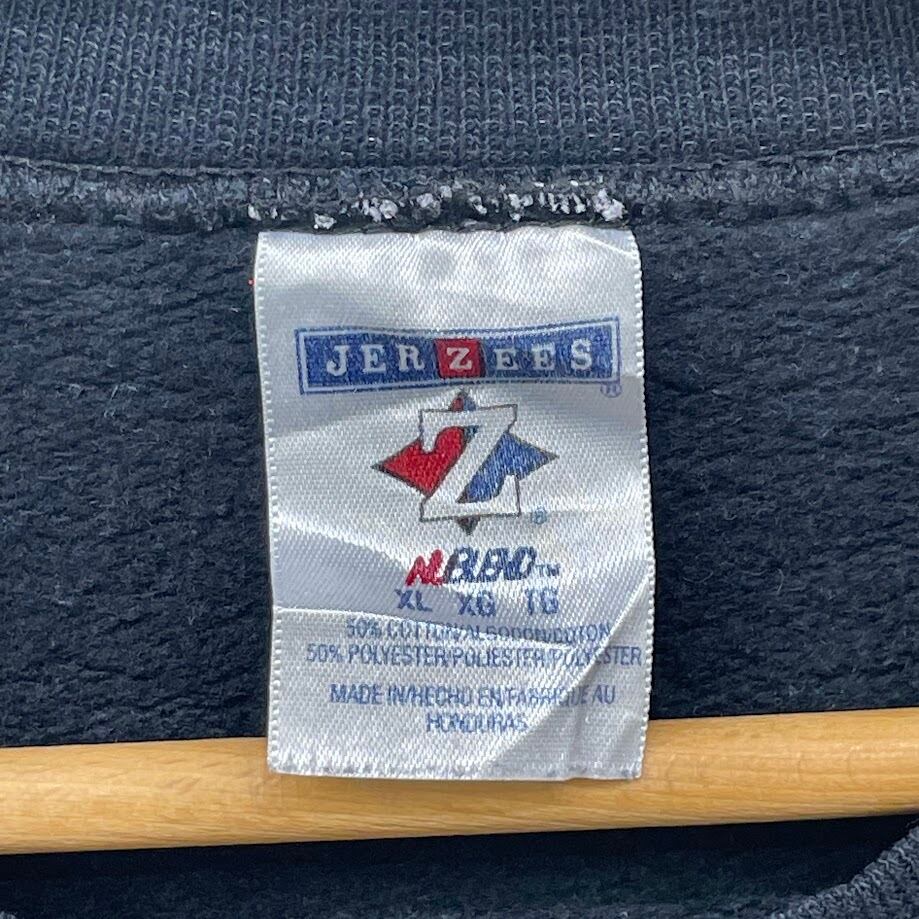 JERZEES®
Z®
NuBLEND™
XL XG TG
50% COTTON/ALGODON/COTON
50% POLYESTER/POLIESTER/POLYESTER
MADE IN/HECHO EN/FABRIQUE AU
HONDURAS